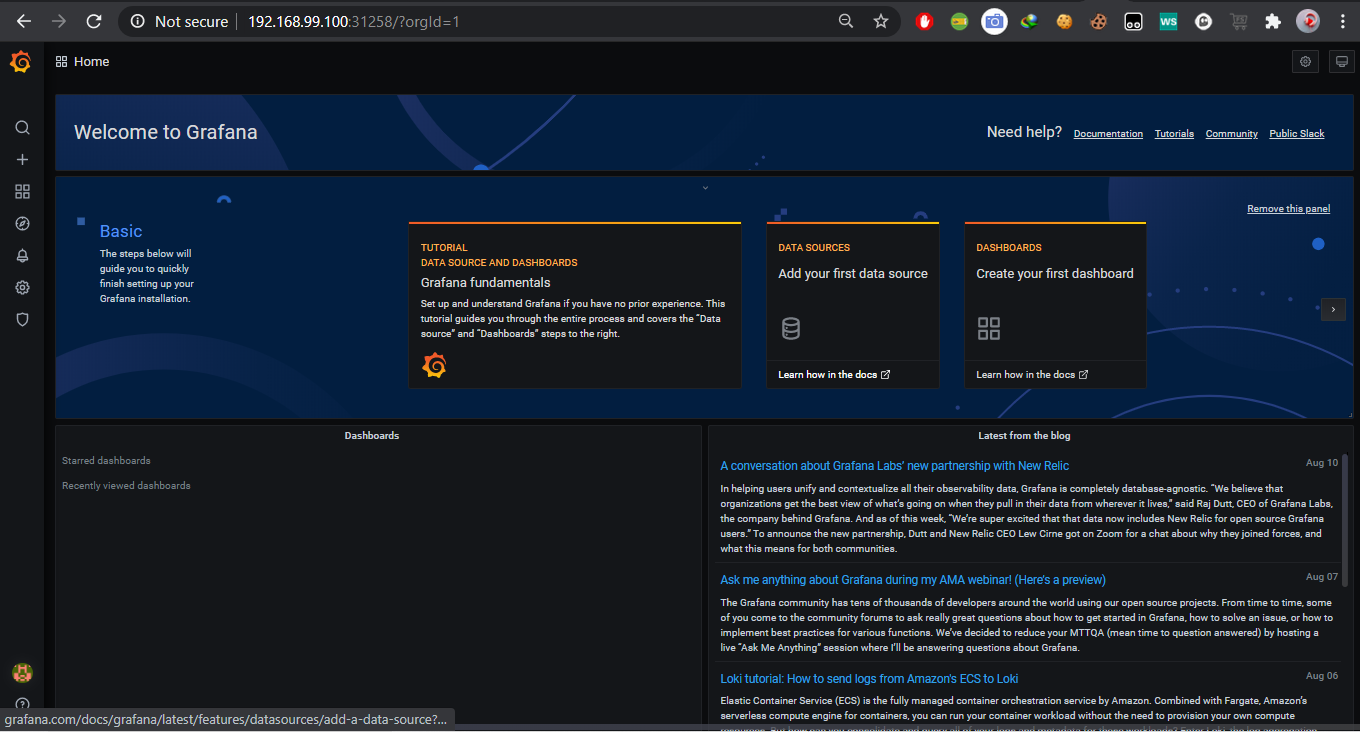 Not secure 192.168.99.100:31258/?orgId=1
WS
Home
Welcome to Grafana
Need help? Documentation Tutorials Community Public Slack
Remove this panel
Basic
The steps below will
guide you to quickly
finish setting up your
Grafana installation.
TUTORIAL
DATA SOURCE AND DASHBOARDS
Grafana fundamentals
Set up and understand Grafana if you have no prior experience. This
tutorial guides you through the entire process and covers the "Data
source" and "Dashboards" steps to the right.
DATA SOURCES
Add your first data source
Learn how in the docs
DASHBOARDS
Create your first dashboard
Learn how in the docs
Dashboards
Starred dashboards
Recently viewed dashboards
Latest from the blog
A conversation about Grafana Labs' new partnership with New Relic
Aug 10
In helping users unify and contextualize all their observability data, Grafana is completely database-agnostic. "We believe that
organizations get the best view of what's going on when they pull in their data from wherever it lives," said Raj Dutt, CEO of Grafana Labs,
the company behind Grafana. And as of this week, "We're super excited that that data now includes New Relic for open source Grafana
users." To announce the new partnership, Dutt and New Relic CEO Lew Cirne got on Zoom for a chat about why they joined forces, and
what this means for both communities.
Ask me anything about Grafana during my AMA webinar! (Here's a preview)
Aug 07
The Grafana community has tens of thousands of developers around the world using our open source projects. From time to time, some
of you come to the community forums to ask really great questions about how to get started in Grafana, how to solve an issue, or how to
implement best practices for various functions. We've decided to reduce your MTTQA (mean time to question answered) by hosting a
live "Ask Me Anything" session where I'll be answering questions about Grafana.
Loki tutorial: How to send logs from Amazon's ECS to Loki
Aug 06
Elastic Container Service (ECS) is the fully managed container orchestration service by Amazon. Combined with Fargate, Amazon's
serverless compute engine for containers, you can run your container workload without the need to provision your own compute
grafana.com/docs/grafana/latest/features/datasources/add-a-data-source?...